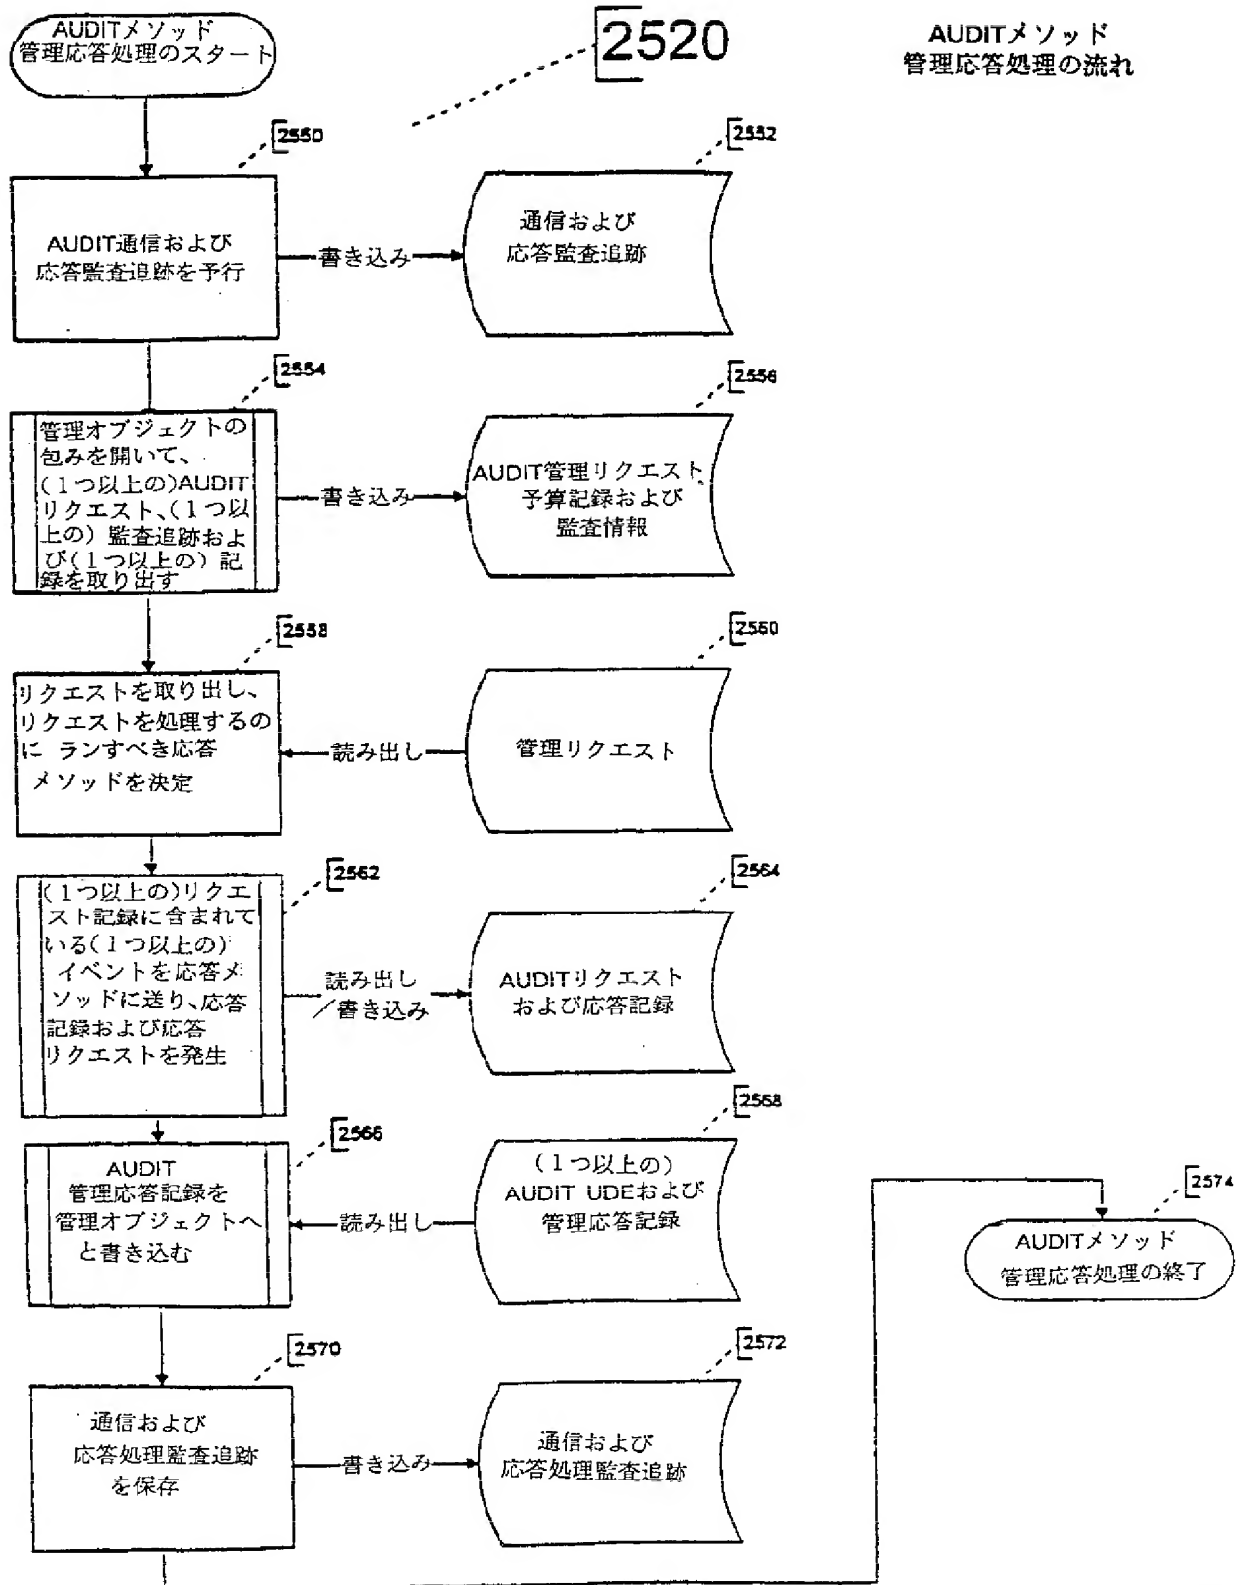 AUDITメソッド
管理応答処理のスタート
2520
AUDITメソッド
管理応答処理の流れ
2550
AUDIT通信および
応答監査追跡を予行
書き込み
2552
通信および
応答監査追跡
2554
管理オブジェクトの
包みを開いて、
(1つ以上の)AUDIT
リクエスト、(1つ以
上の) 監査追跡およ
び(1つ以上の) 記
録を取り出す
書き込み
2556
AUDIT管理リクエスト
予算記録および
監査情報
2558
リクエストを取り出し、
リクエストを処理するの
に ランすべき応答
メソッドを決定
読み出し
2560
管理リクエスト
2562
(1つ以上の)リクエ
スト記録に含まれて
いる(1つ以上の)
イベントを応答メ
ソッドに送り、応答
記録および応答
リクエストを発生
読み出し
/書き込み
2564
AUDITリクエスト
および応答記録
2566
AUDIT
管理応答記録を
管理オブジェクトへ
と書き込む
読み出し
2568
(1つ以上の)
AUDIT UDEおよび
管理応答記録
2570
通信および
応答処理監査追跡
を保存
書き込み
2572
通信および
応答処理監査追跡
2574
AUDITメソッド
管理応答処理の終了